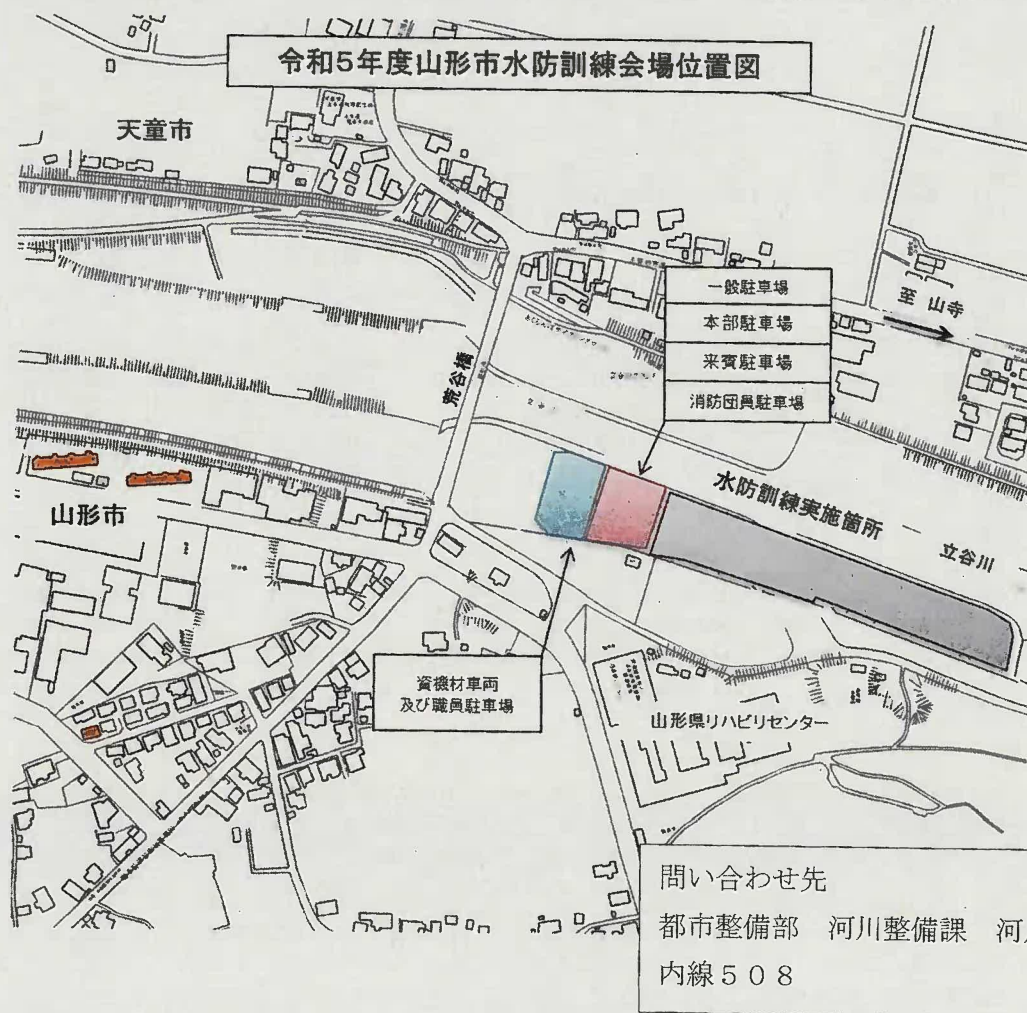 令和5年度山形市水防訓練会場位置図
天童市
一般駐車場
本部駐車場
来賓駐車場
消防団員駐車場
至 山寺
荒谷橋
水防訓練実施箇所
立谷川
山形市
資機材車両
及び職員駐車場
山形県リハビリセンター
問い合わせ先
都市整備部 河川整備課 河
内線508